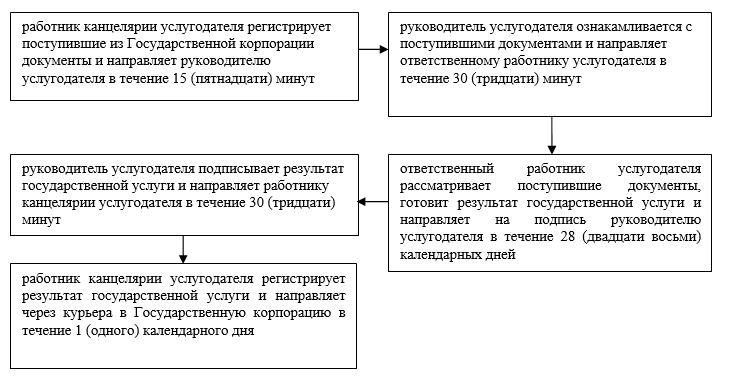 работник канцелярии услугодателя регистрирует
поступившие из Государственной корпорации
документы и направляет руководителю
услугодателя в течение 15 (пятнадцати) минут
руководитель услугодателя ознакамливается с
поступившими документами и направляет
ответственному работнику услугодателя в
течение 30 (тридцати) минут
ответственный работник услугодателя
рассматривает поступившие документы,
готовит результат государственной услуги и
направляет на подпись руководителю
услугодателя в течение 28 (двадцати восьми)
календарных дней
руководитель услугодателя подписывает результат
государственной услуги и направляет работнику
канцелярии услугодателя в течение 30 (тридцати)
минут
работник канцелярии услугодателя регистрирует
результат государственной услуги и направляет
через курьера в Государственную корпорацию в
течение 1 (одного) календарного дня